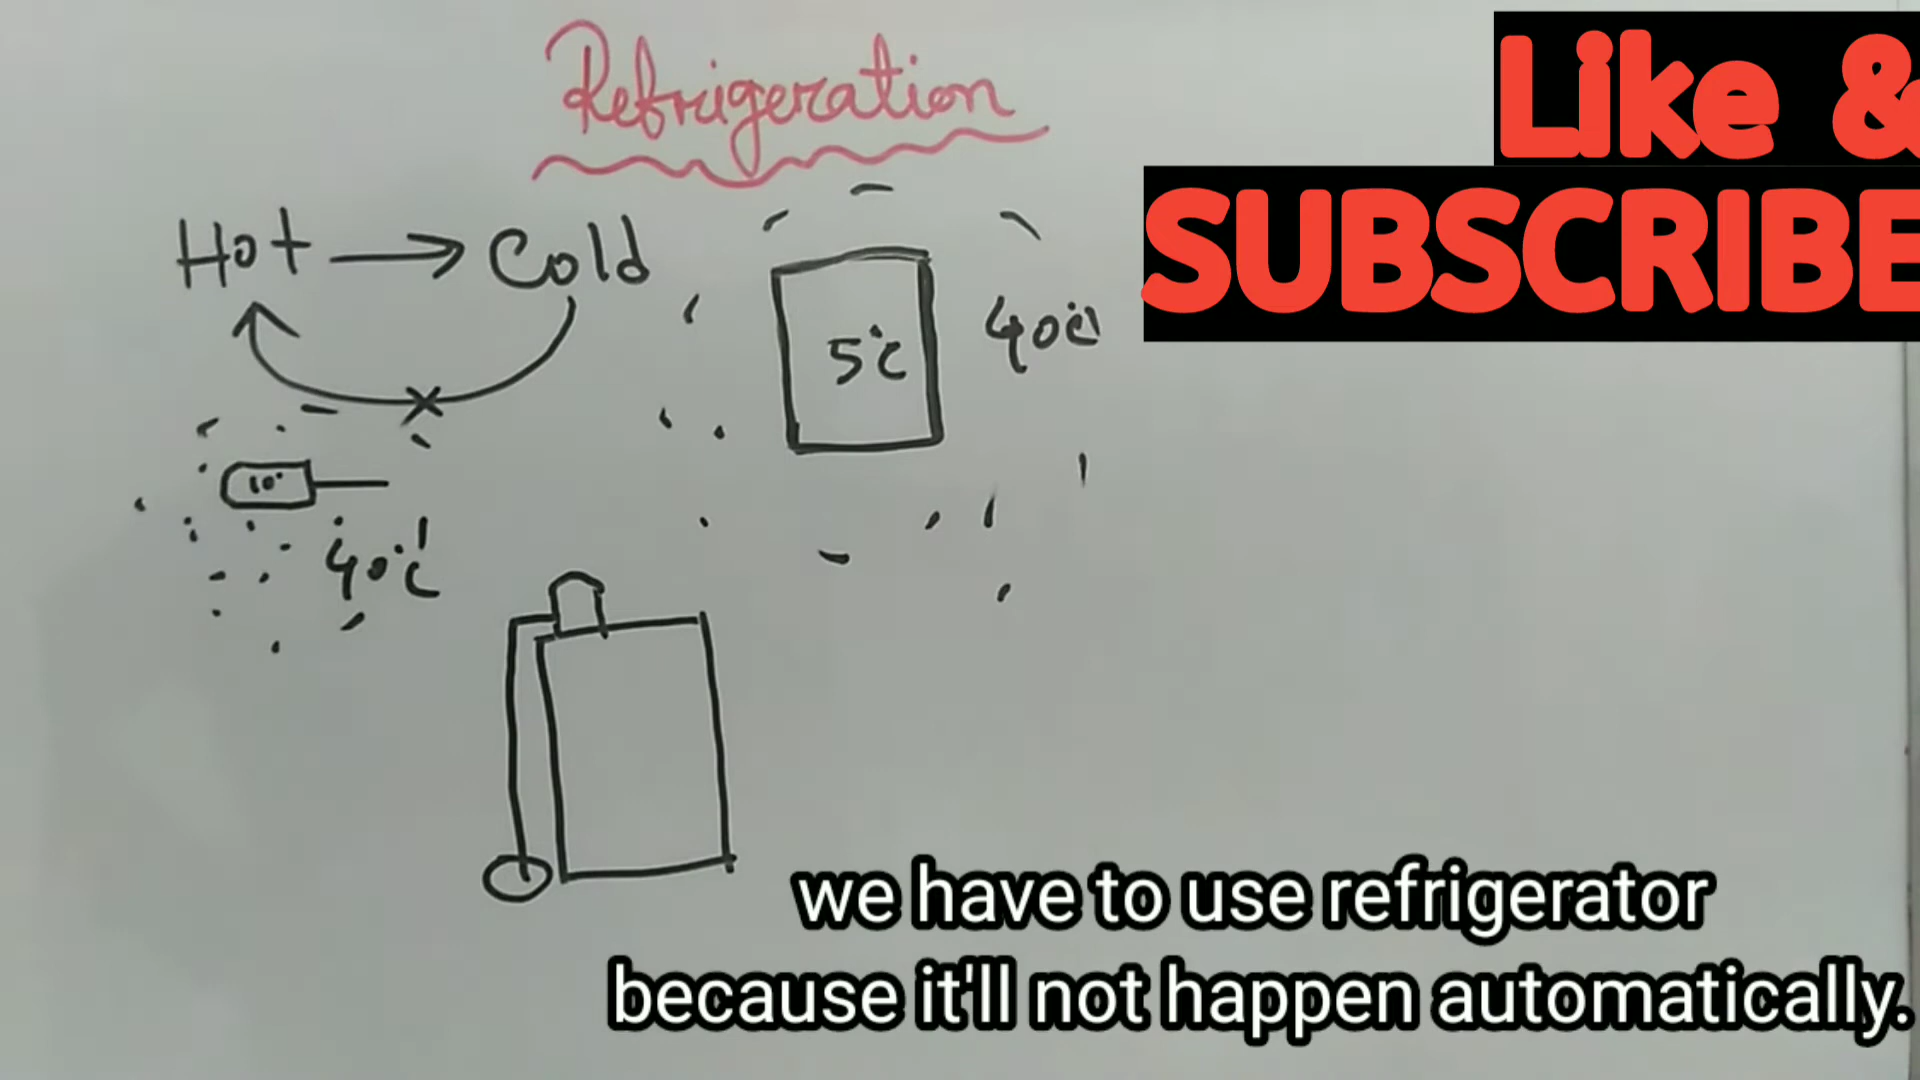 Refrigeration
Like &
SUBSCRIBE
Hot → Cold
5°C
40°C
10°
40°C
we have to use refrigerator
because it'll not happen automatically.